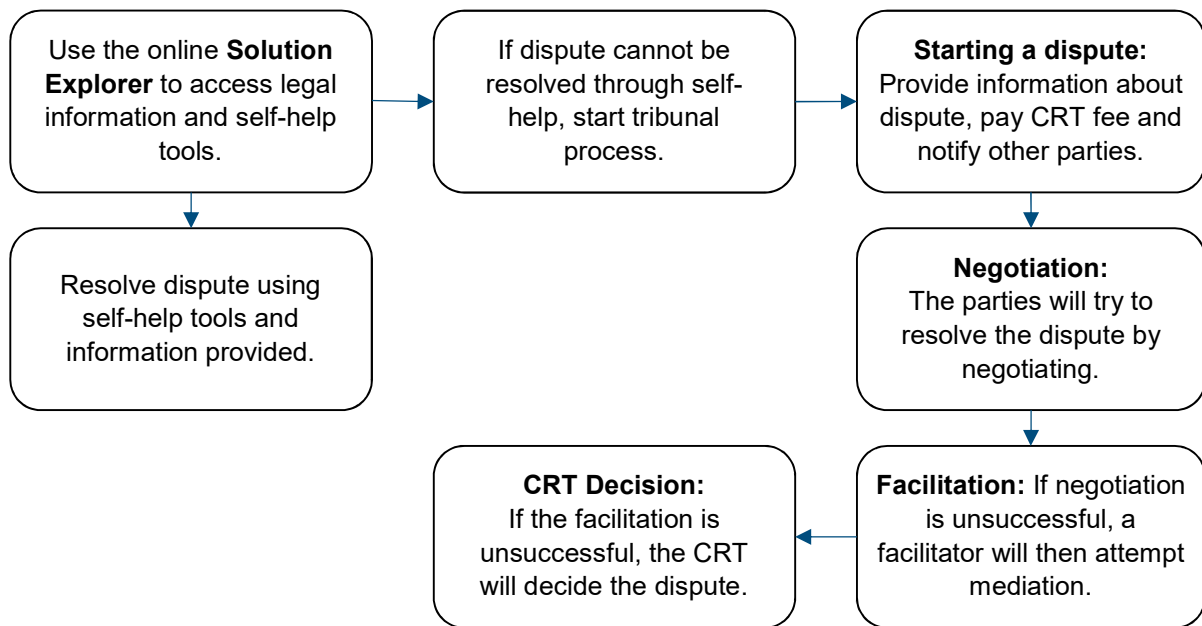 Use the online Solution
Explorer to access legal
information and self-help
tools.
If dispute cannot be
resolved through self-
help, start tribunal
process.
Starting a dispute:
Provide information about
dispute, pay CRT fee and
notify other parties.
Resolve dispute using
self-help tools and
information provided.
Negotiation:
The parties will try to
resolve the dispute by
negotiating.
Facilitation: If negotiation
is unsuccessful, a
facilitator will then attempt
mediation.
CRT Decision:
If the facilitation is
unsuccessful, the CRT
will decide the dispute.